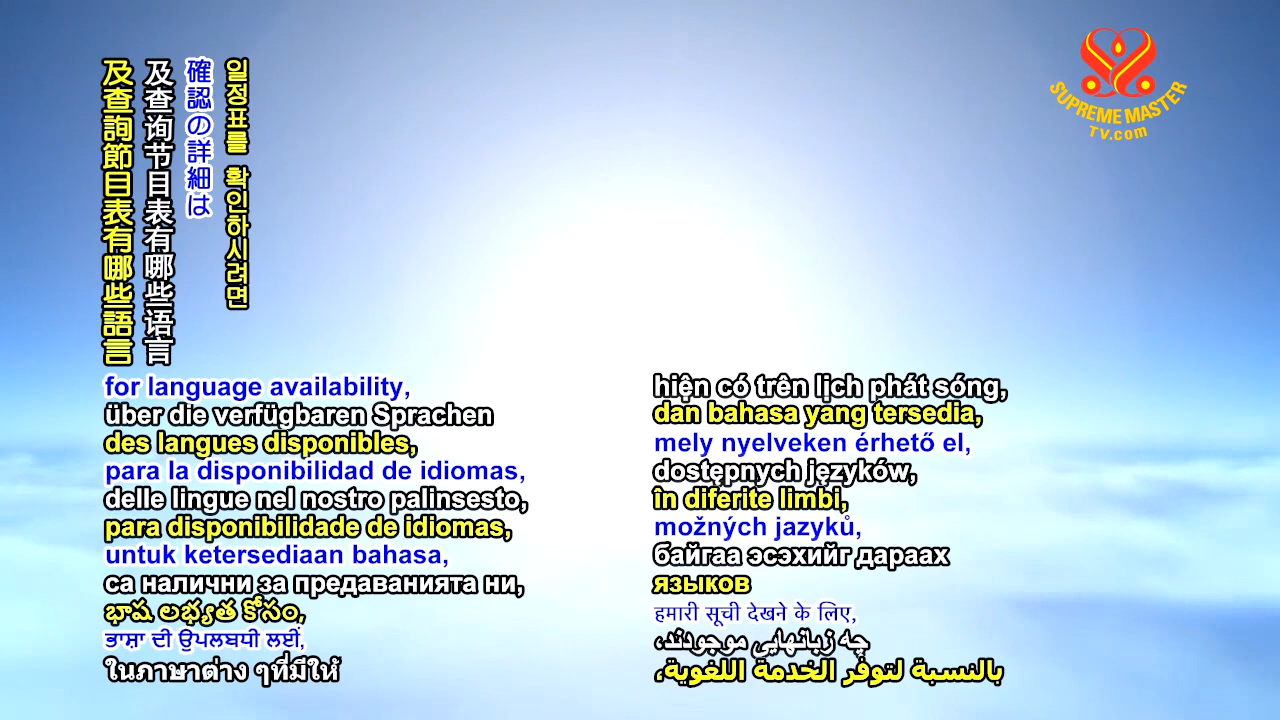 及查詢節目表有哪些語言
及查询节目表有哪些语言
確認の詳細は
일정표를 확인하시려면
SUPREME MASTER
TV.com
for language availability,
über die verfügbaren Sprachen
des langues disponibles,
para la disponibilidad de idiomas,
delle lingue nel nostro palinsesto,
para disponibilidade de idiomas,
untuk ketersediaan bahasa,
са налични за предаванията ни,
భాష లభ్యత కోసం,
ਭਾਸ਼ਾ ਦੀ ਉਪਲਬਧੀ ਲਈ,
ในภาษาต่าง ๆที่มีให้
hiện có trên lịch phát sóng,
dan bahasa yang tersedia,
mely nyelveken érhető el,
dostępnych języków,
în diferite limbi,
možných jazyků,
байгаа эсэхийг дараах
языков
हमारी सूची देखने के लिए,
چه زبانهایی موجودند،
بالنسبة لتوفّر الخدمة اللغوية،